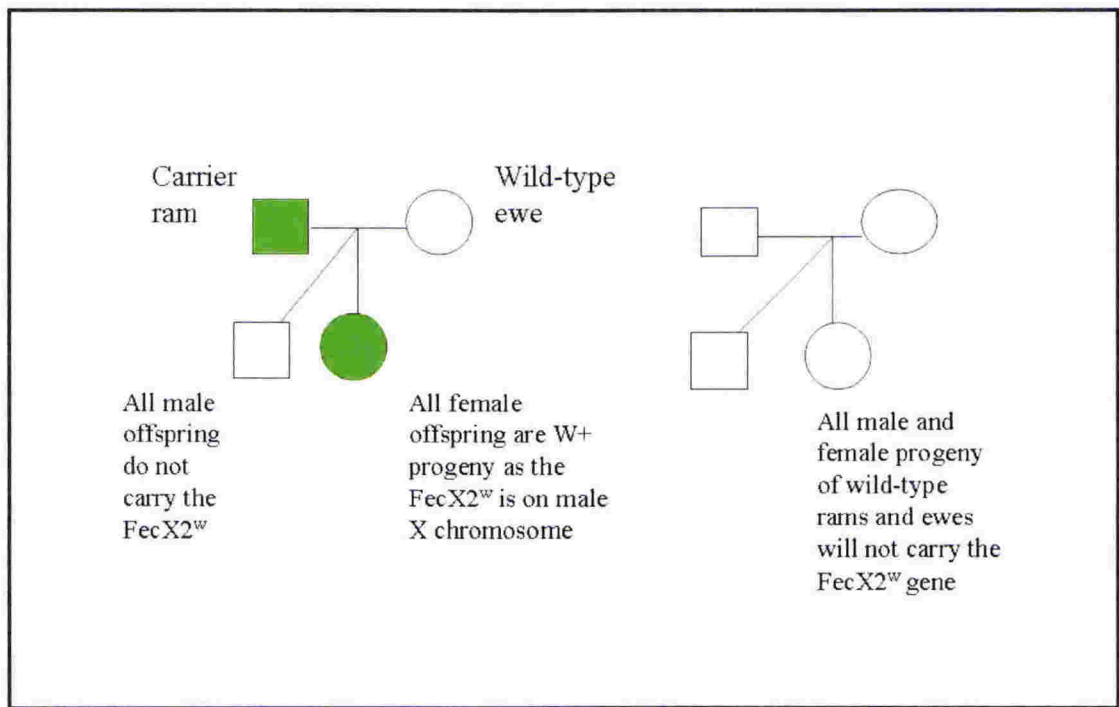 Carrier
ram
Wild-type
ewe
All male
offspring
do not
carry the
FecX2ᵂ
All female
offspring are W+
progeny as the
FecX2ᵂ is on male
X chromosome
All male and
female progeny
of wild-type
rams and ewes
will not carry the
FecX2ᵂ gene